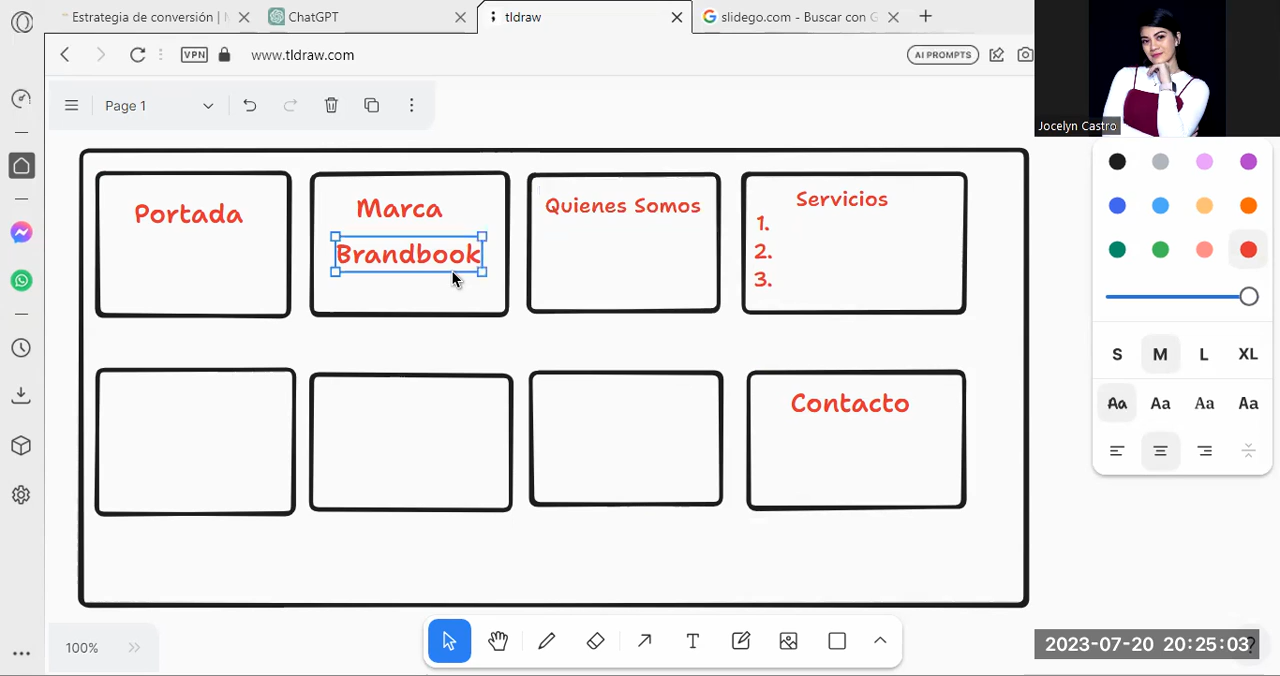 Estrategia de conversión | N
ChatGPT
tldraw
slidego.com - Buscar con G
VPN
www.tldraw.com
AI PROMPTS
Page 1
Jocelyn Castro
Portada
Marca
Brandbook
Quienes Somos
Servicios
1.
2.
3.
Contacto
S M L XL
Aa Aa Aa Aa
100%
T
2023-07-20 20:25:03
?